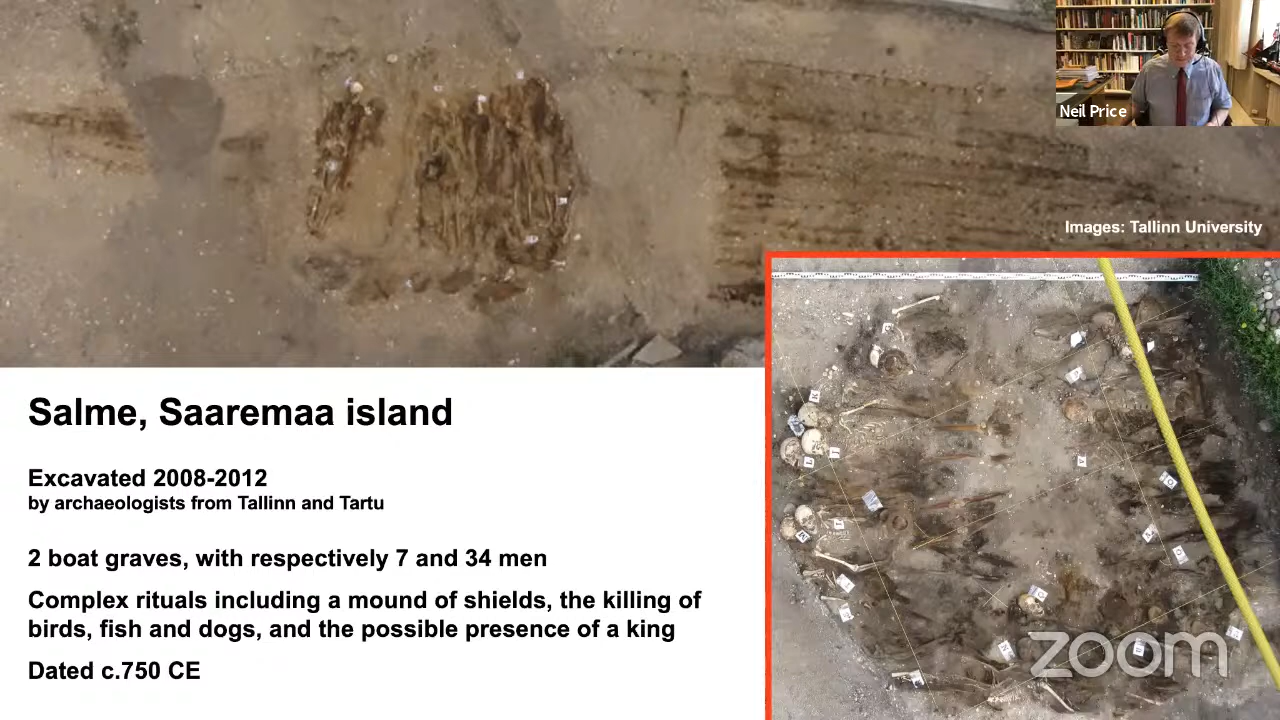 Neil Price
Images: Tallinn University
Salme, Saaremaa island
Excavated 2008-2012
by archaeologists from Tallinn and Tartu
2 boat graves, with respectively 7 and 34 men
Complex rituals including a mound of shields, the killing of
birds, fish and dogs, and the possible presence of a king
Dated c.750 CE
zoom